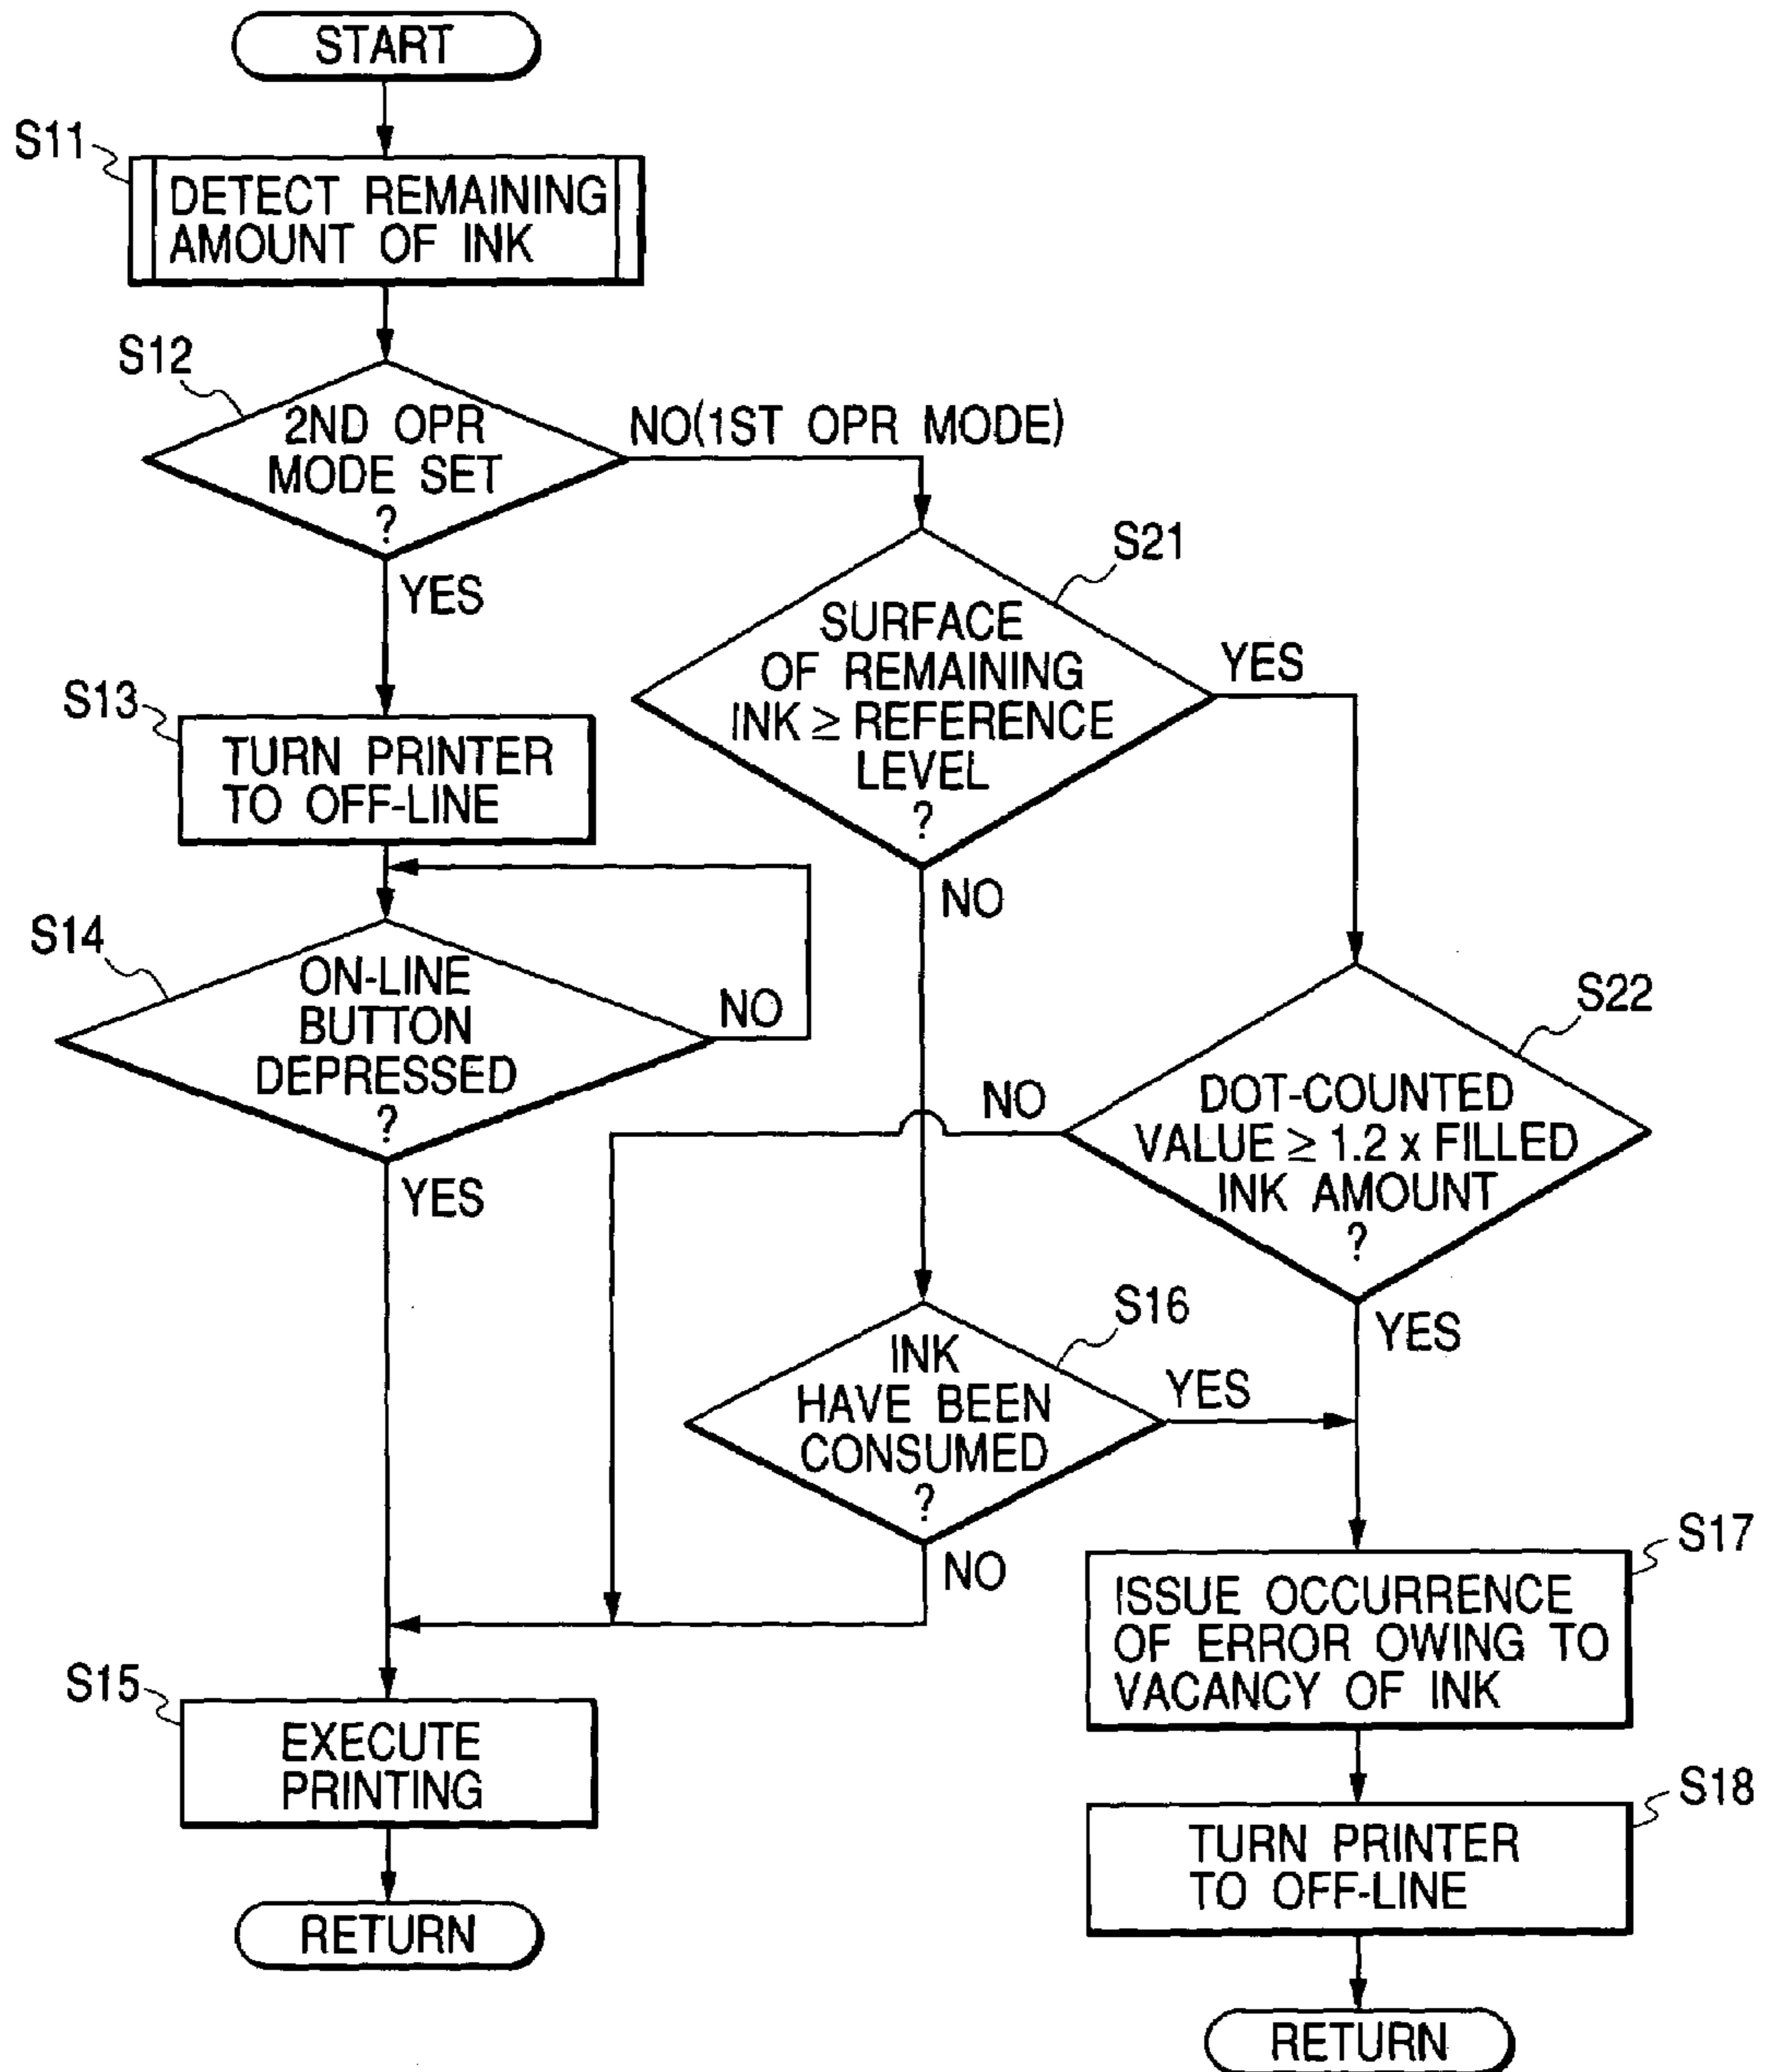 START
S11
DETECT REMAINING
AMOUNT OF INK
S12
2ND OPR
MODE SET
?
NO(1ST OPR MODE)
YES
S13
TURN PRINTER
TO OFF-LINE
S14
ON-LINE
BUTTON
DEPRESSED
?
NO
YES
S21
SURFACE
OF REMAINING
INK ≥ REFERENCE
LEVEL
?
YES
NO
S22
DOT-COUNTED
VALUE ≥ 1.2 x FILLED
INK AMOUNT
?
NO
YES
S16
INK
HAVE BEEN
CONSUMED
?
YES
NO
S15
EXECUTE
PRINTING
RETURN
S17
ISSUE OCCURRENCE
OF ERROR OWING TO
VACANCY OF INK
S18
TURN PRINTER
TO OFF-LINE
RETURN